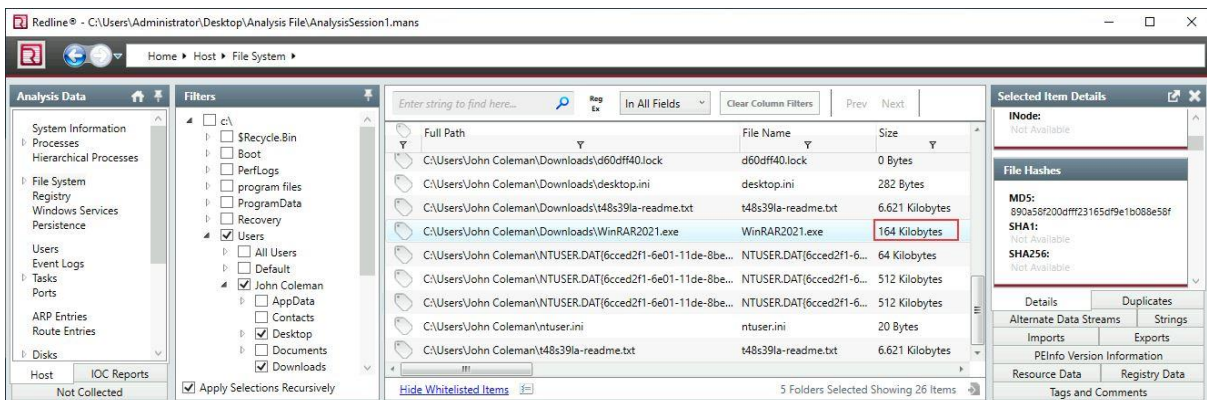 Redline® - C:\Users\Administrator\Desktop\Analysis File\AnalysisSession1.mans
Home ▸ Host ▸ File System ▸
Analysis Data
System Information
Processes
Hierarchical Processes
File System
Registry
Windows Services
Persistence
Users
Event Logs
Tasks
Ports
ARP Entries
Route Entries
Disks
Host IOC Reports
Not Collected
Filters
c:\
$Recycle.Bin
Boot
PerfLogs
program files
ProgramData
Recovery
Users
All Users
Default
John Coleman
AppData
Contacts
Desktop
Documents
Downloads
Apply Selections Recursively
Enter string to find here... Reg Ex In All Fields Clear Column Filters Prev Next
Full Path File Name Size
C:\Users\John Coleman\Downloads\d60dff40.lock d60dff40.lock 0 Bytes
C:\Users\John Coleman\Downloads\desktop.ini desktop.ini 282 Bytes
C:\Users\John Coleman\Downloads\t48s39la-readme.txt t48s39la-readme.txt 6.621 Kilobytes
C:\Users\John Coleman\Downloads\WinRAR2021.exe WinRAR2021.exe 164 Kilobytes
C:\Users\John Coleman\NTUSER.DAT{6cced2f1-6e01-11de-8be... NTUSER.DAT{6cced2f1-6... 64 Kilobytes
C:\Users\John Coleman\NTUSER.DAT{6cced2f1-6e01-11de-8be... NTUSER.DAT{6cced2f1-6... 512 Kilobytes
C:\Users\John Coleman\NTUSER.DAT{6cced2f1-6e01-11de-8be... NTUSER.DAT{6cced2f1-6... 512 Kilobytes
C:\Users\John Coleman\ntuser.ini ntuser.ini 20 Bytes
C:\Users\John Coleman\t48s39la-readme.txt t48s39la-readme.txt 6.621 Kilobytes
Hide Whitelisted Items 5 Folders Selected Showing 26 Items
Selected Item Details
INode:
Not Available
File Hashes
MD5:
890a58f200dfff23165df9e1b088e58f
SHA1:
Not Available
SHA256:
Not Available
Details Duplicates
Alternate Data Streams Strings
Imports Exports
PEInfo Version Information
Resource Data Registry Data
Tags and Comments